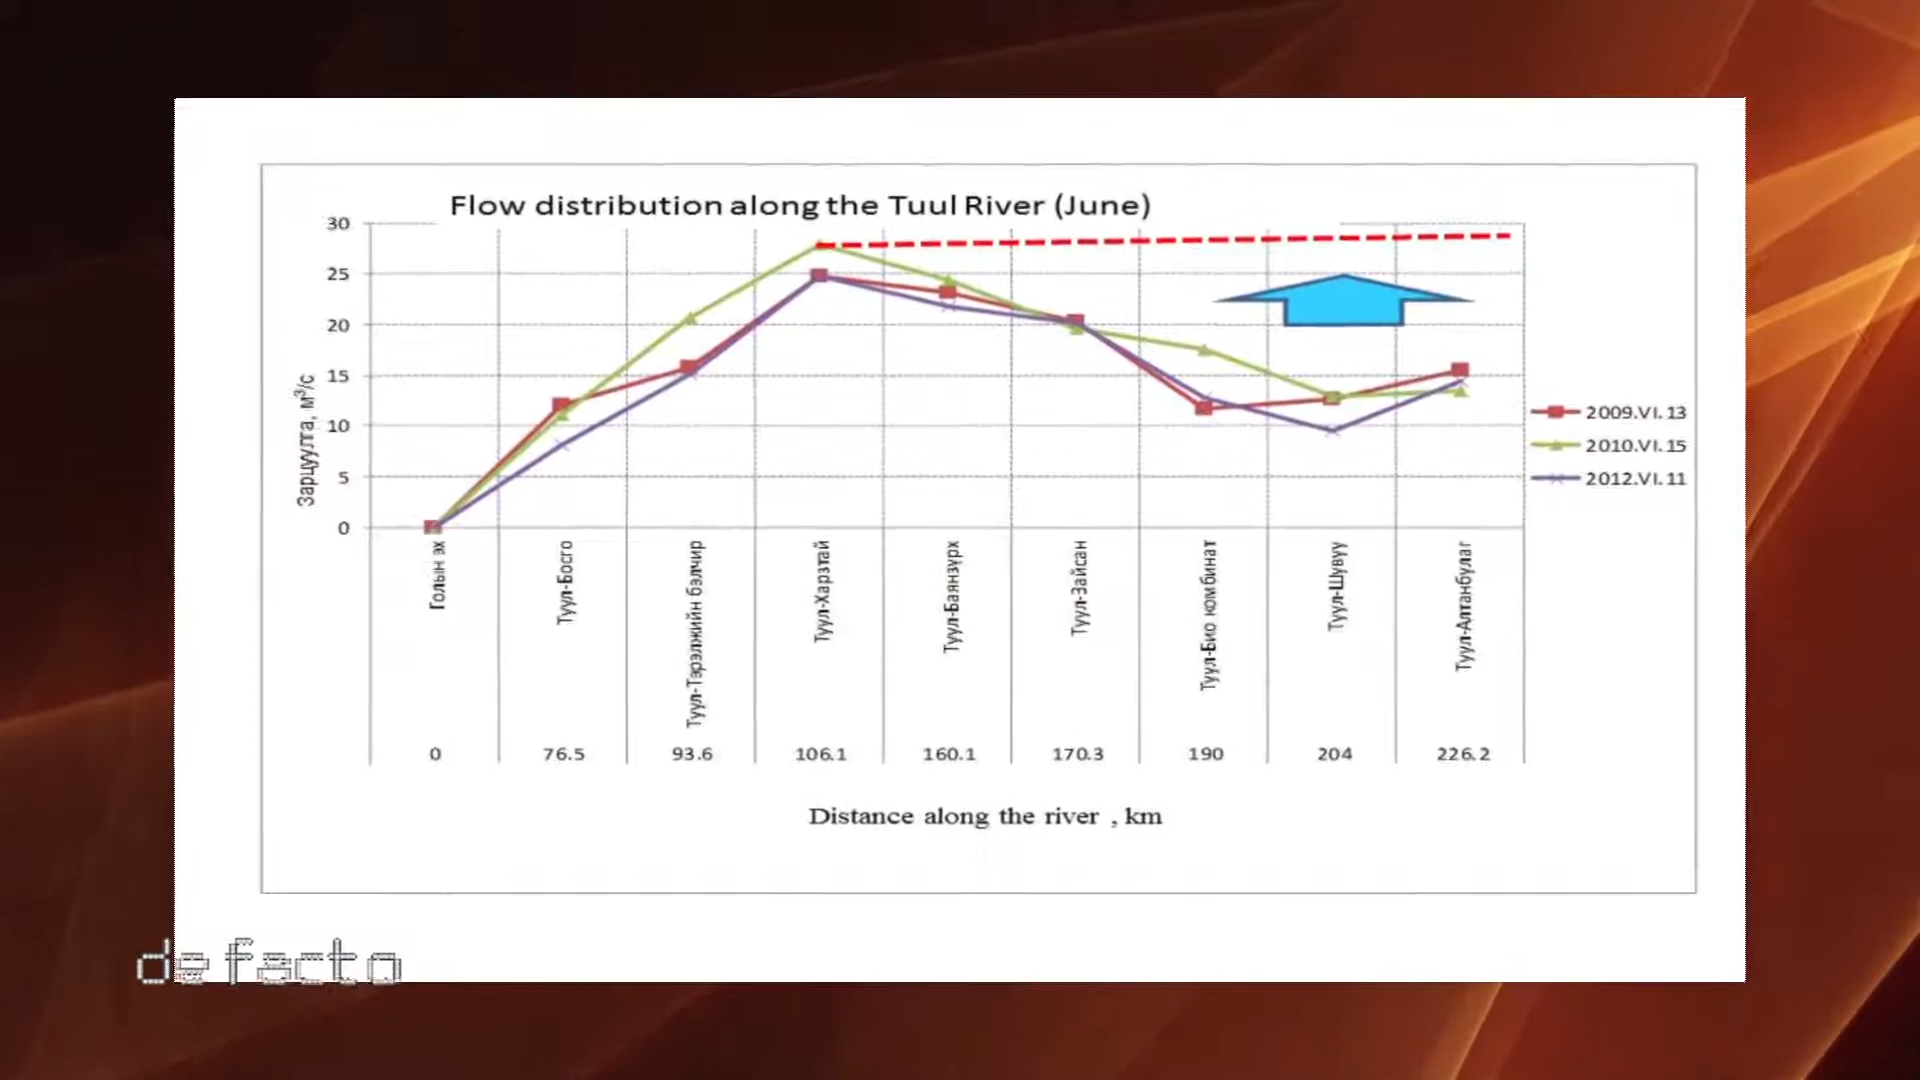 Flow distribution along the Tuul River (June)
30
25
20
15
10
5
0
Зарцуулга, м³/с
2009.VI.13
2010.VI.15
2012.VI.11
Голын эх
Туул-Босго
Туул-Тэрэлжийн бэлчир
Туул-Харзтай
Туул-Баянзүрх
Туул-Зайсан
Туул-Био комбинат
Туул-Шувуу
Туул-Алтанбулаг
0 76.5 93.6 106.1 160.1 170.3 190 204 226.2
Distance along the river , km
de facto